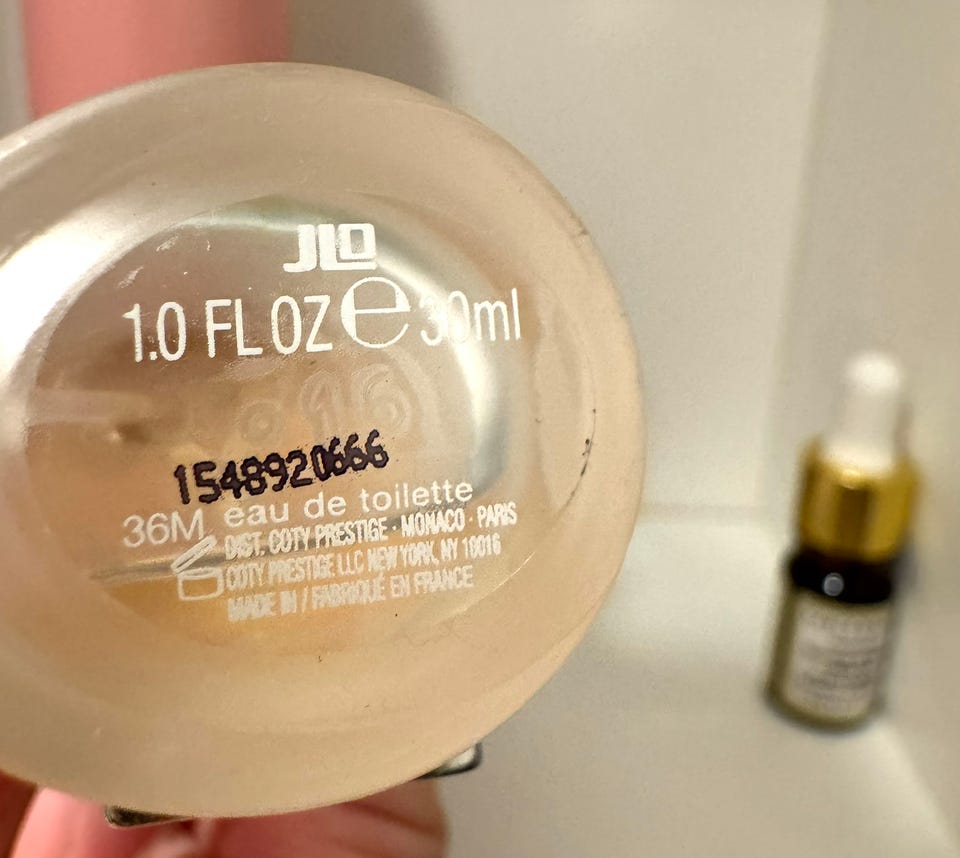 JLO
1.0 FL OZ e 30ml
16
1548920666
36M eau de toilette
DIST. COTY PRESTIGE · MONACO · PARIS
COTY PRESTIGE LLC NEW YORK, NY 10016
MADE IN / FABRIQUÉ EN FRANCE